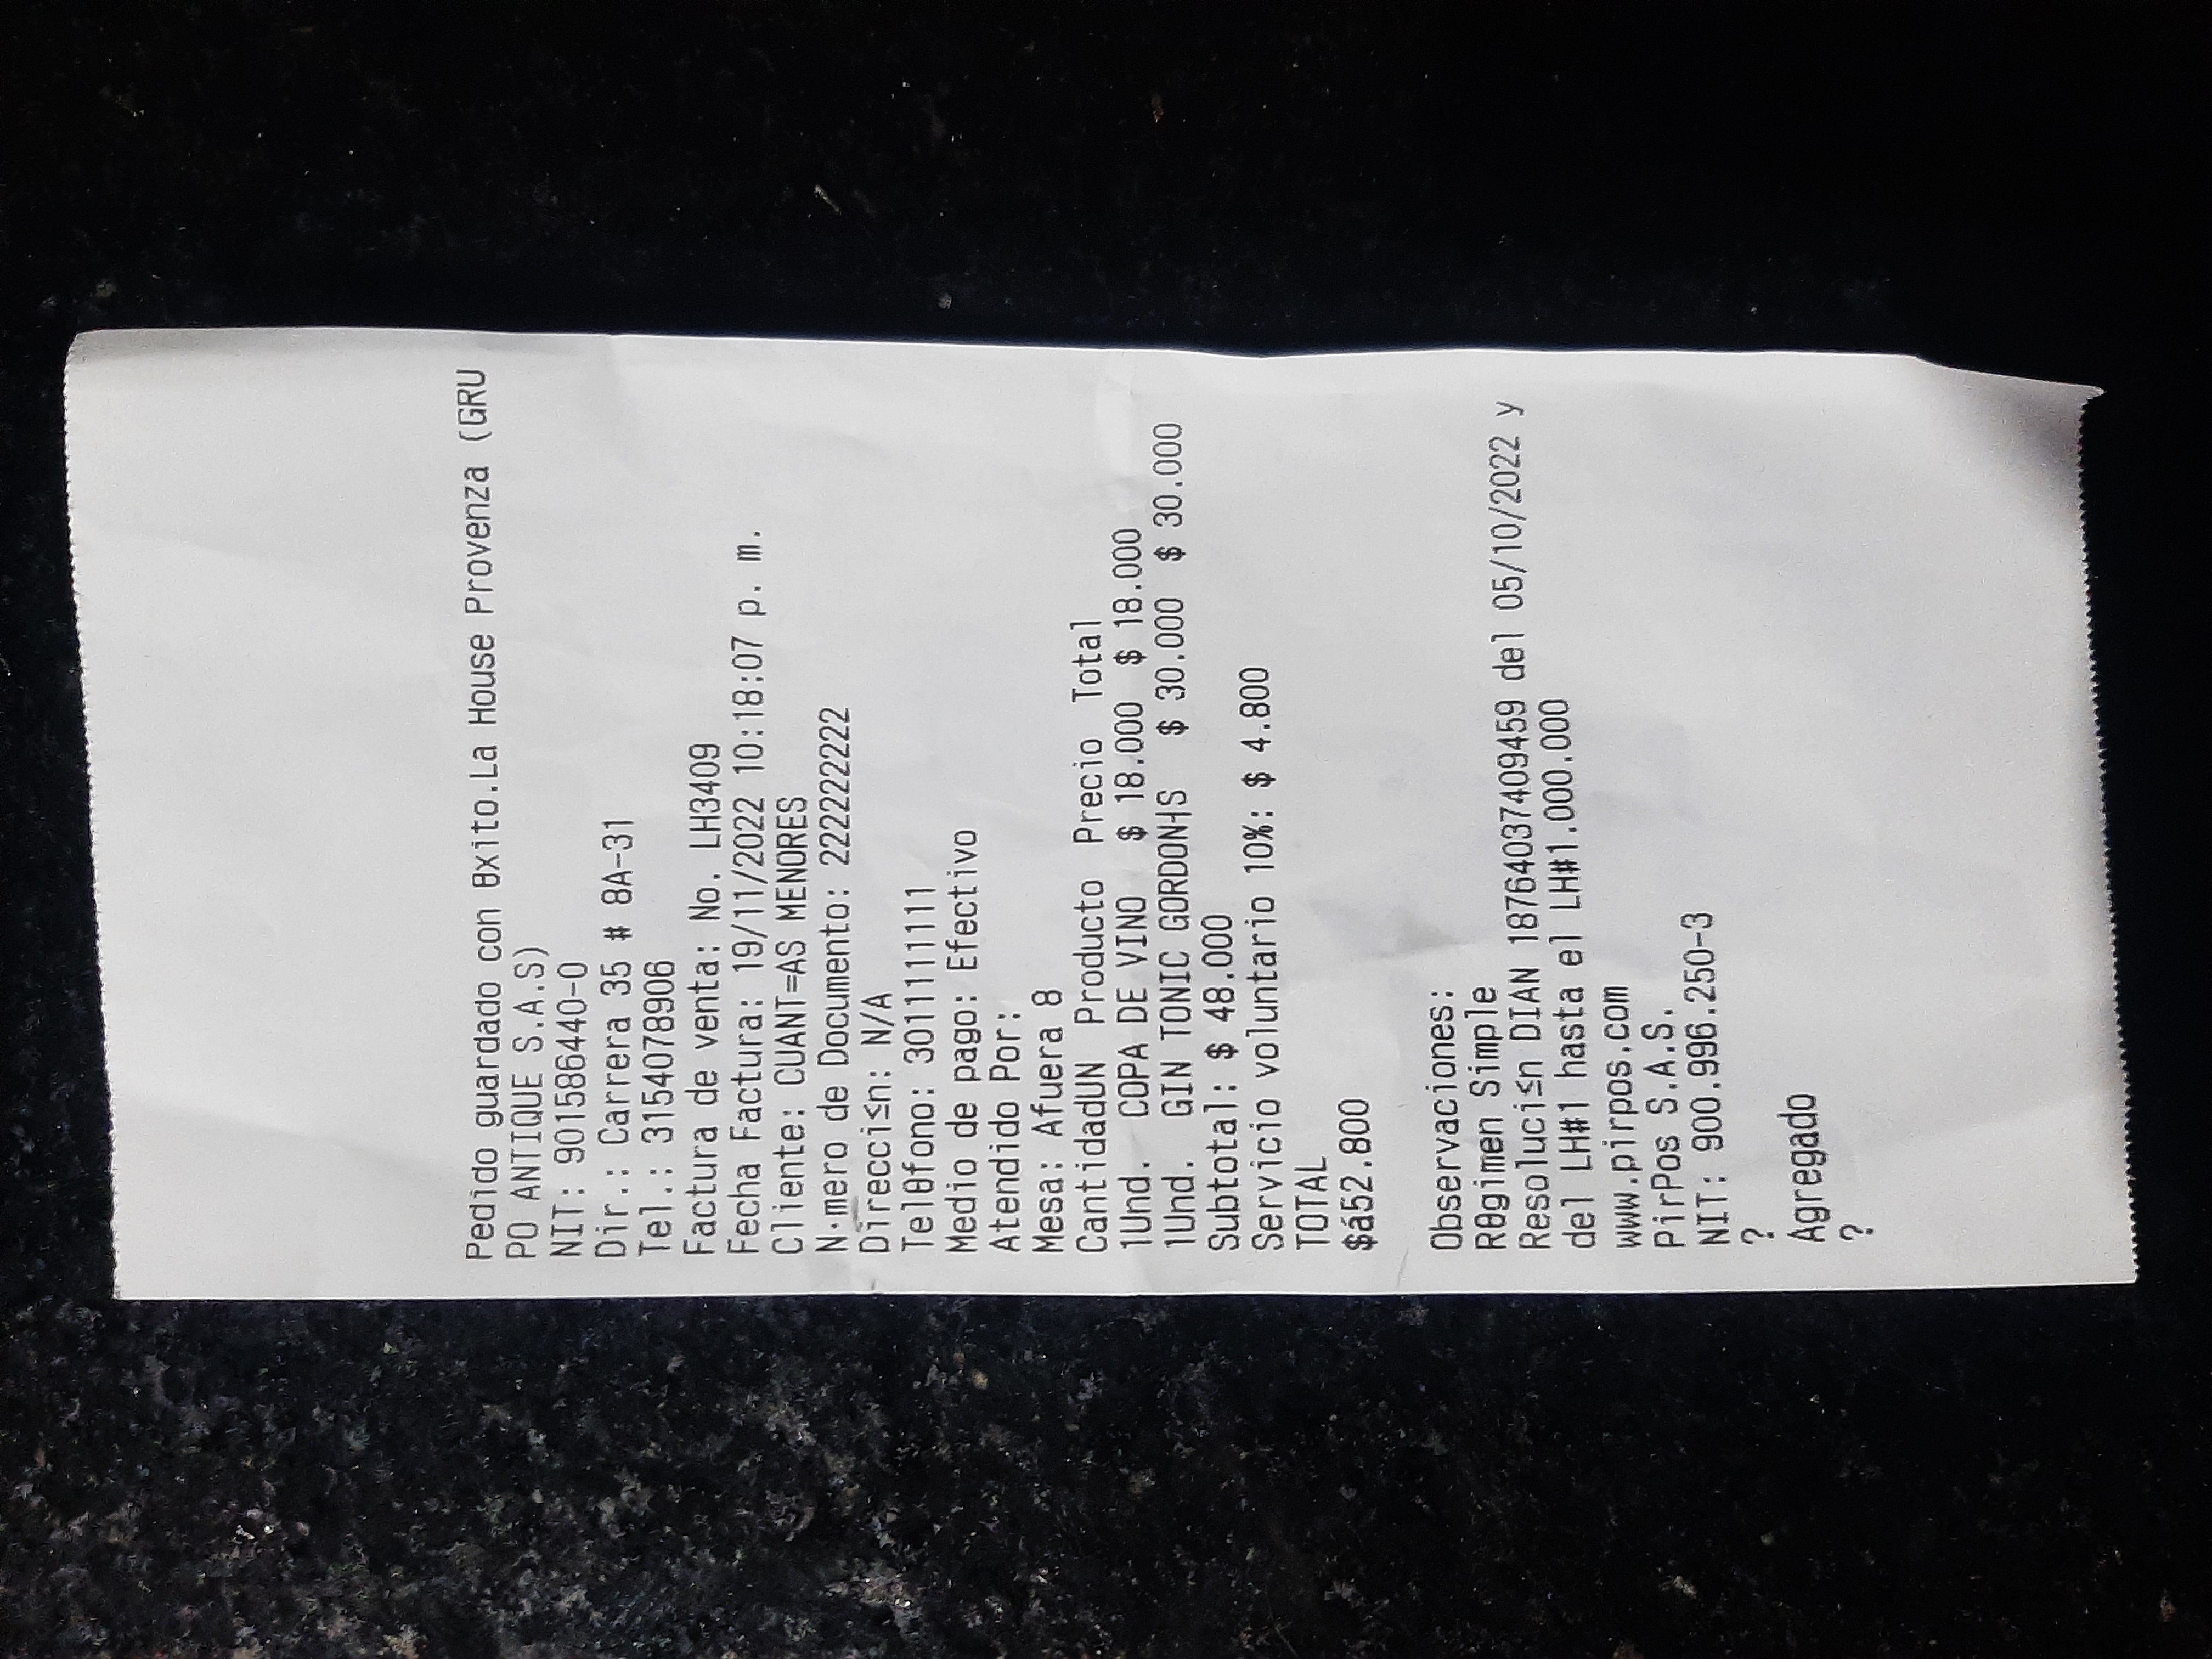 Pedido guardado con θxito.La House Provenza (GRU
PO ANTIQUE S.A.S)
NIT: 901586440-0
Dir.: Carrera 35 # 8A-31
Tel.: 3154078906
Factura de venta: No. LH3409
Fecha Factura: 19/11/2022 10:18:07 p. m.
Cliente: CUANT=AS MENORES
N·mero de Documento: 222222222222
Direcci≤n: N/A
Telθfono: 3011111111
Medio de pago: Efectivo
Atendido Por:
Mesa: Afuera 8
CantidadUN Producto Precio Total
1Und. COPA DE VINO $ 18.000 $ 18.000
1Und. GIN TONIC GORDON┤S $ 30.000 $ 30.000
Subtotal: $ 48.000
Servicio voluntario 10%: $ 4.800
TOTAL
$á52.800
Observaciones:
Rθgimen Simple
Resoluci≤n DIAN 18764037409459 del 05/10/2022 y
del LH#1 hasta el LH#1.000.000
www.pirpos.com
PirPos S.A.S.
NIT: 900.996.250-3
?
Agregado
?